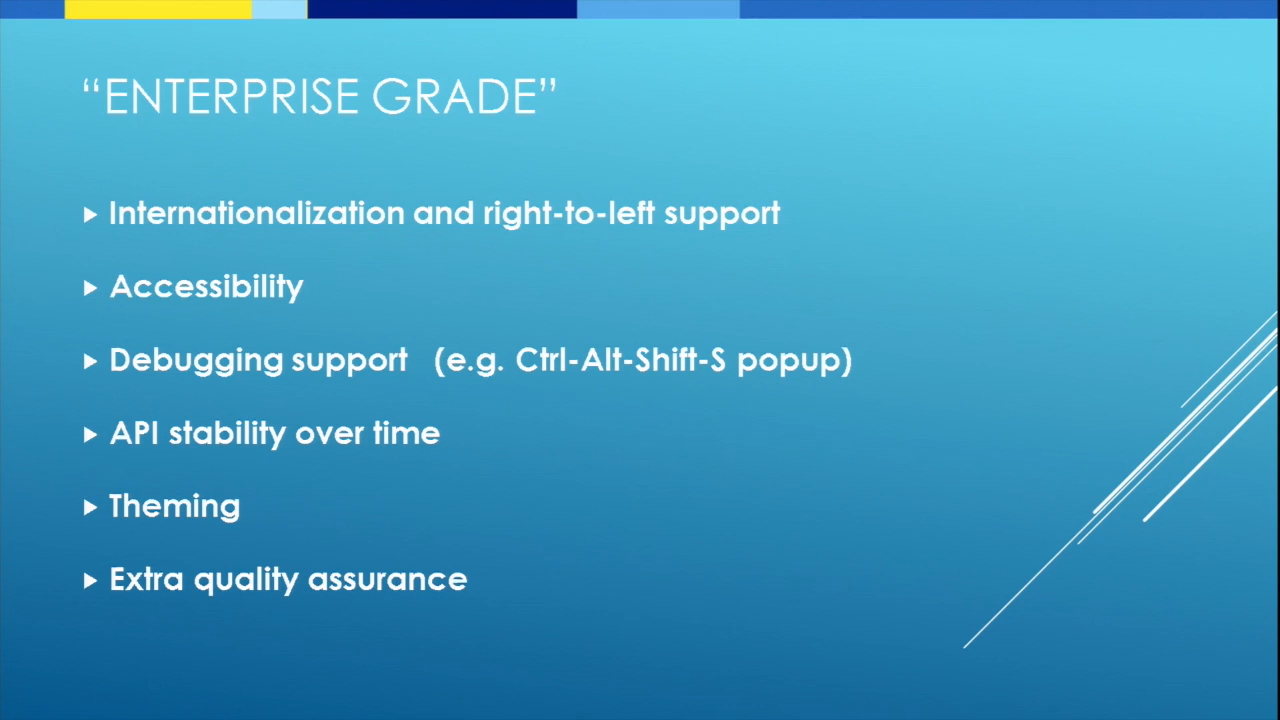 “ENTERPRISE GRADE”
Internationalization and right-to-left support
Accessibility
Debugging support (e.g. Ctrl-Alt-Shift-S popup)
API stability over time
Theming
Extra quality assurance